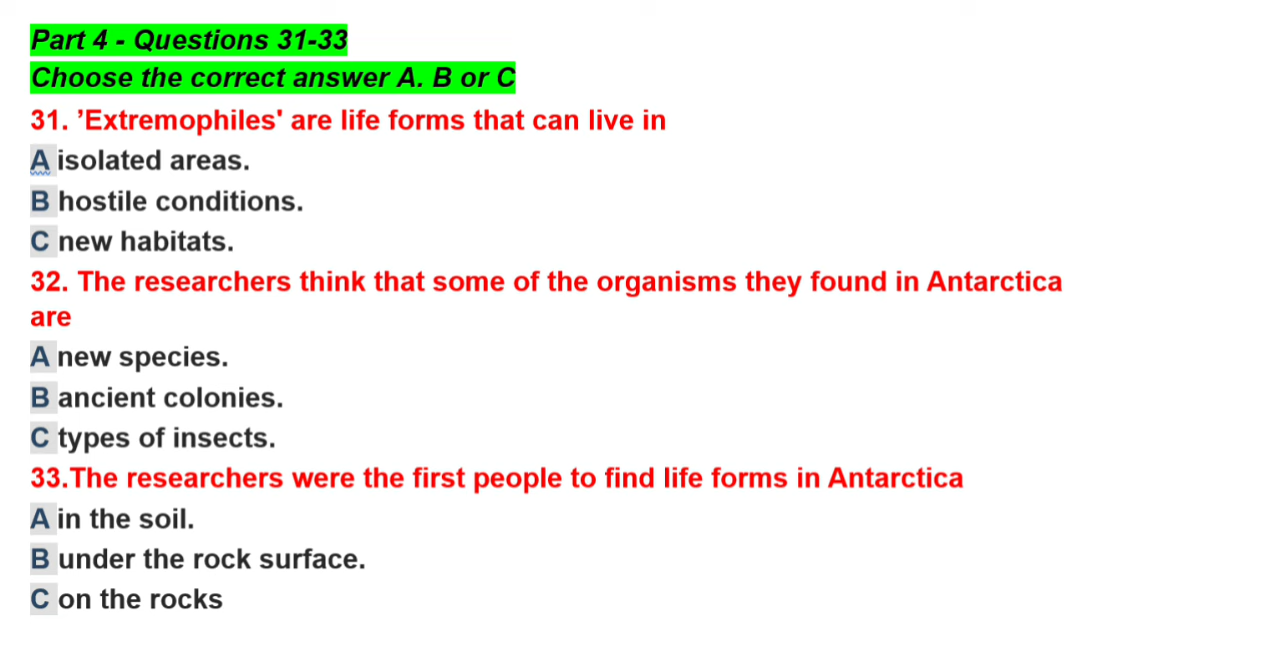 Part 4 - Questions 31-33
Choose the correct answer A. B or C
31. ’Extremophiles' are life forms that can live in
A isolated areas.
B hostile conditions.
C new habitats.
32. The researchers think that some of the organisms they found in Antarctica
are
A new species.
B ancient colonies.
C types of insects.
33.The researchers were the first people to find life forms in Antarctica
A in the soil.
B under the rock surface.
C on the rocks